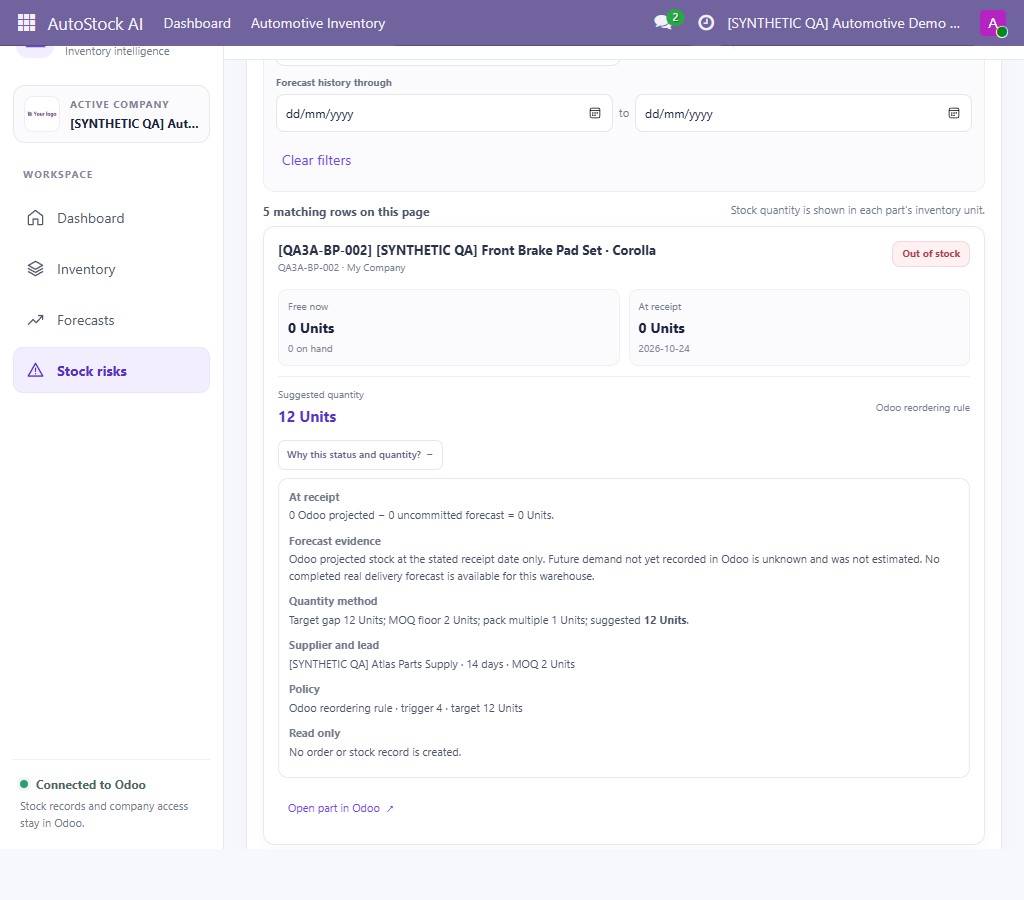 AutoStock AI
Dashboard
Automotive Inventory
2
[SYNTHETIC QA] Automotive Demo ...
A
Inventory intelligence
Your logo
ACTIVE COMPANY
[SYNTHETIC QA] Aut...
WORKSPACE
Dashboard
Inventory
Forecasts
Stock risks
Connected to Odoo
Stock records and company access
stay in Odoo.
Forecast history through
dd/mm/yyyy to dd/mm/yyyy
Clear filters
5 matching rows on this page
Stock quantity is shown in each part's inventory unit.
[QA3A-BP-002] [SYNTHETIC QA] Front Brake Pad Set · Corolla
QA3A-BP-002 · My Company
Out of stock
Free now
0 Units
0 on hand
At receipt
0 Units
2026-10-24
Suggested quantity
12 Units
Odoo reordering rule
Why this status and quantity? −
At receipt
0 Odoo projected − 0 uncommitted forecast = 0 Units.
Forecast evidence
Odoo projected stock at the stated receipt date only. Future demand not yet recorded in Odoo is unknown and was not estimated. No
completed real delivery forecast is available for this warehouse.
Quantity method
Target gap 12 Units; MOQ floor 2 Units; pack multiple 1 Units; suggested 12 Units.
Supplier and lead
[SYNTHETIC QA] Atlas Parts Supply · 14 days · MOQ 2 Units
Policy
Odoo reordering rule · trigger 4 · target 12 Units
Read only
No order or stock record is created.
Open part in Odoo ↗